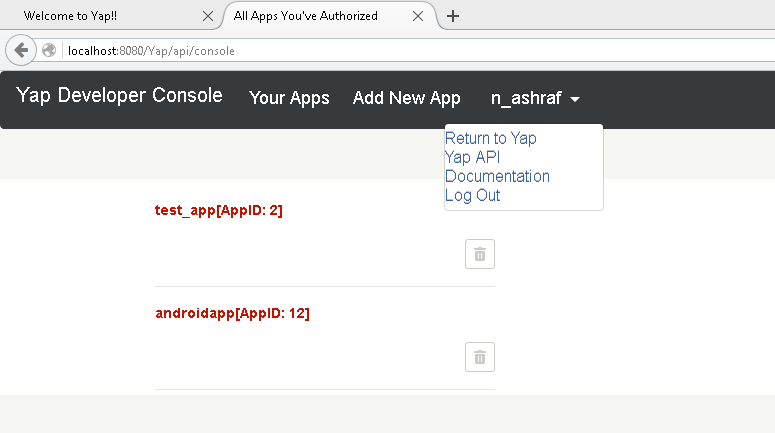 Welcome to Yap!!
All Apps You've Authorized
localhost:8080/Yap/api/console
Yap Developer Console Your Apps Add New App n_ashraf
Return to Yap
Yap API
Documentation
Log Out
test_app[AppID: 2]
androidapp[AppID: 12]